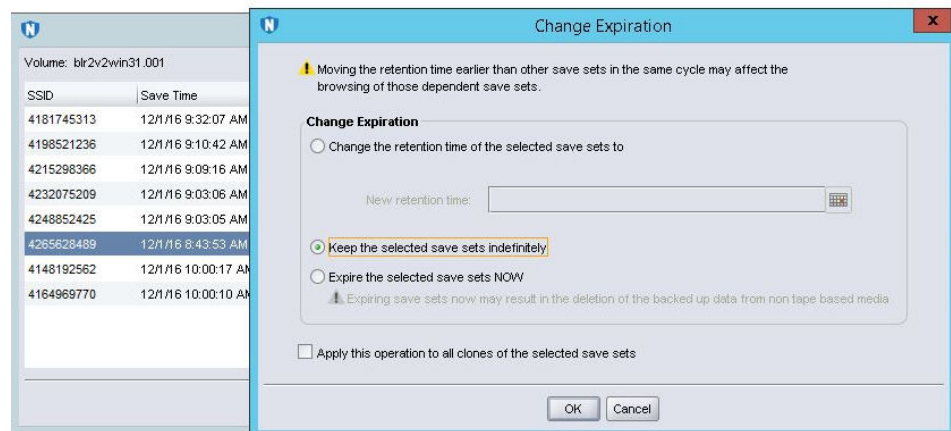 Volume: blr2v2win31.001
SSID Save Time
4181745313 12/1/16 9:32:07 AM
4198521236 12/1/16 9:10:42 AM
4215298366 12/1/16 9:09:16 AM
4232075209 12/1/16 9:03:06 AM
4248852425 12/1/16 9:03:05 AM
4265628489 12/1/16 8:43:53 AM
4148192562 12/1/16 10:00:17 AM
4164969770 12/1/16 10:00:10 AM
N Change Expiration X
Moving the retention time earlier than other save sets in the same cycle may affect the
browsing of those dependent save sets.
Change Expiration
Change the retention time of the selected save sets to
New retention time:
Keep the selected save sets indefinitely
Expire the selected save sets NOW
Expiring save sets now may result in the deletion of the backed up data from non tape based media
Apply this operation to all clones of the selected save sets
OK Cancel